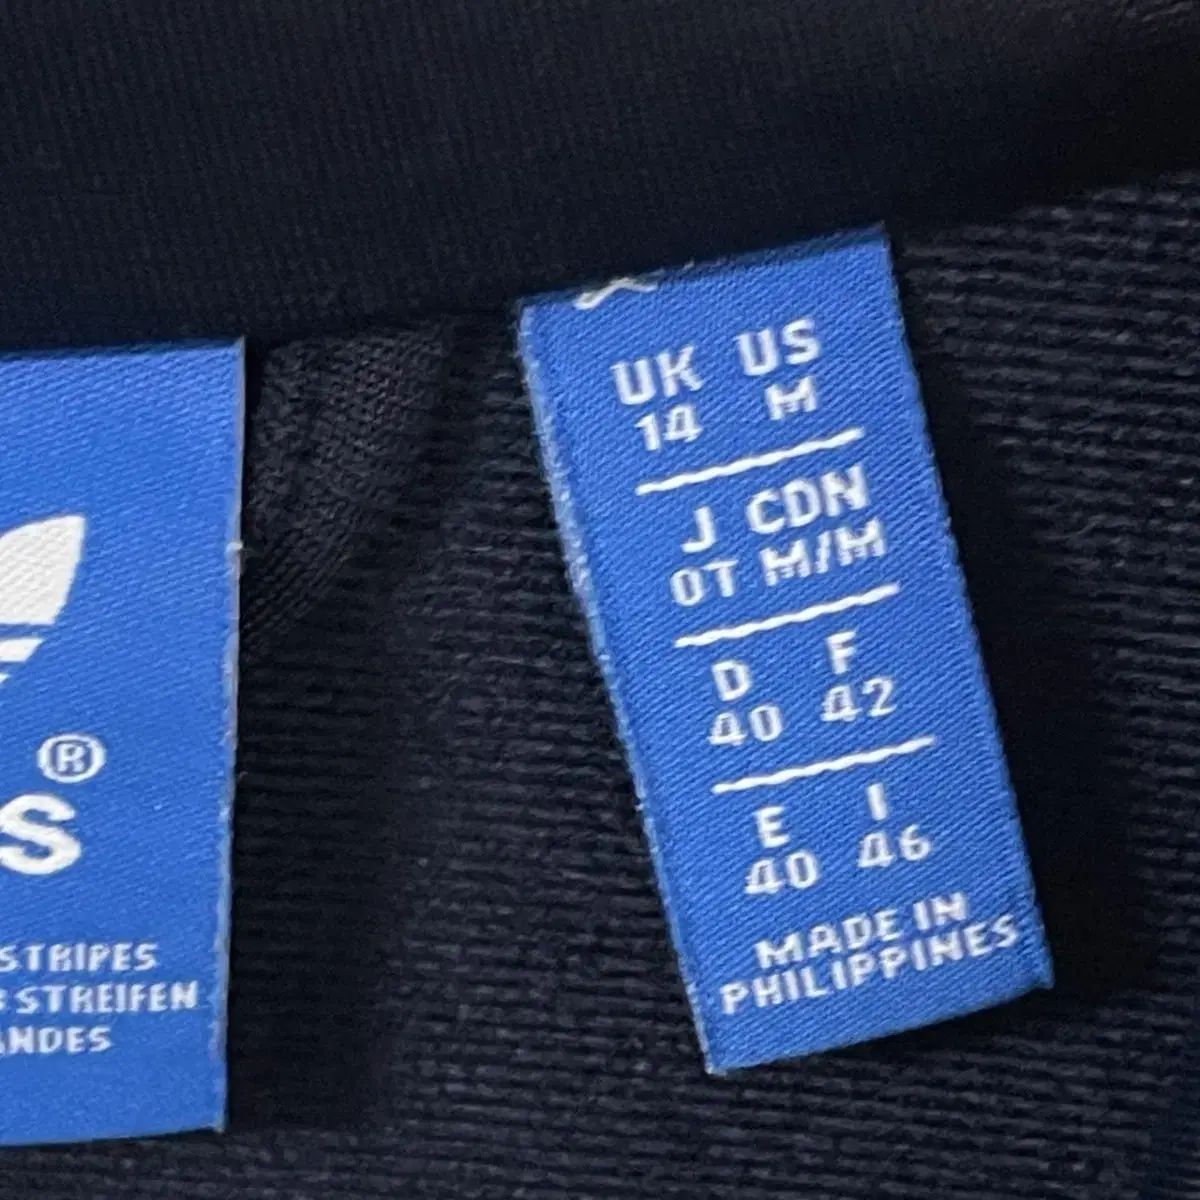 ®
S
STRIPES
STREIFEN
ANDES
UK US
14 M
J CDN
OT M/M
D F
40 42
E I
40 46
MADE IN
PHILIPPINES